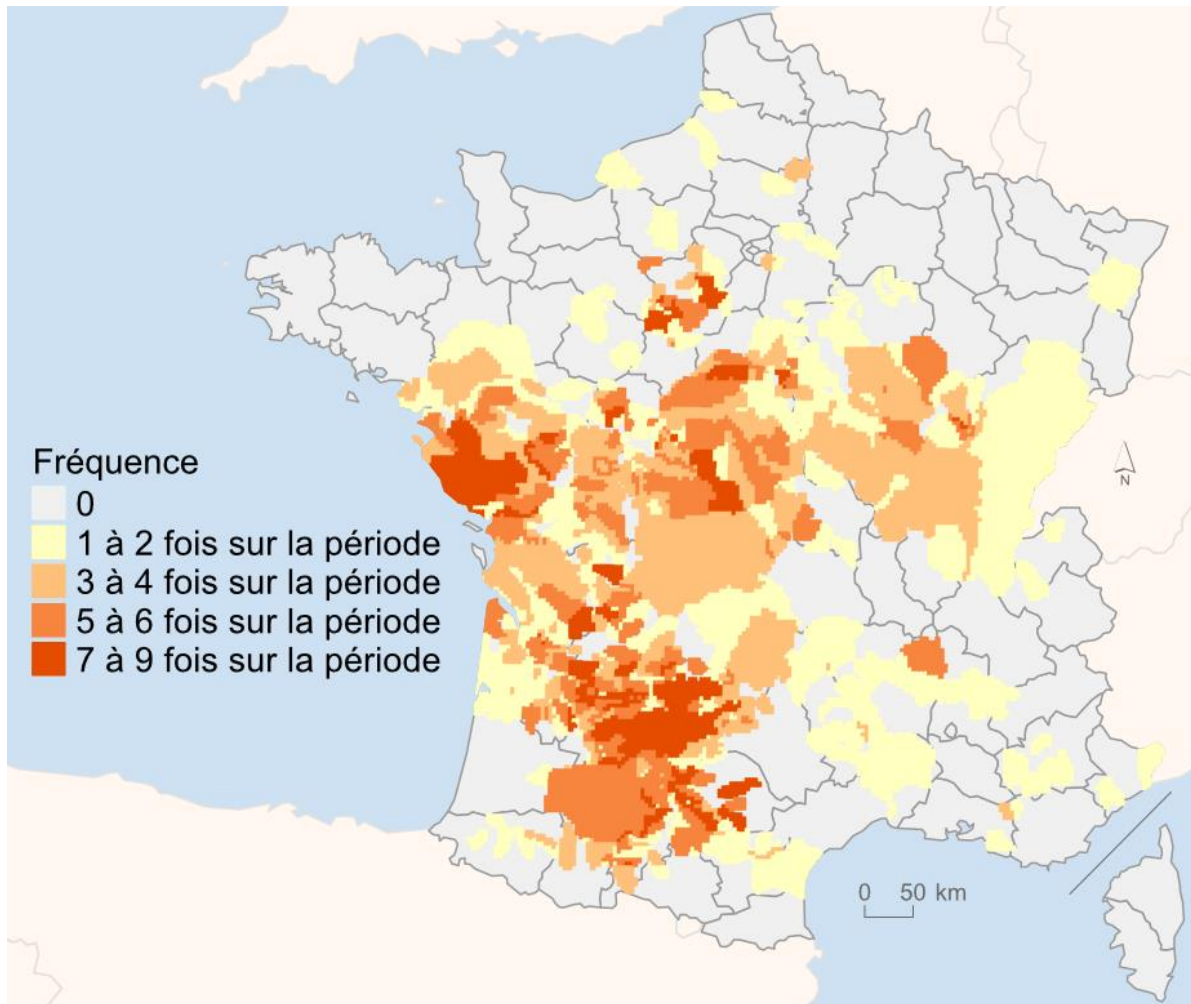 Fréquence
0
1 à 2 fois sur la période
3 à 4 fois sur la période
5 à 6 fois sur la période
7 à 9 fois sur la période
N
0 50 km